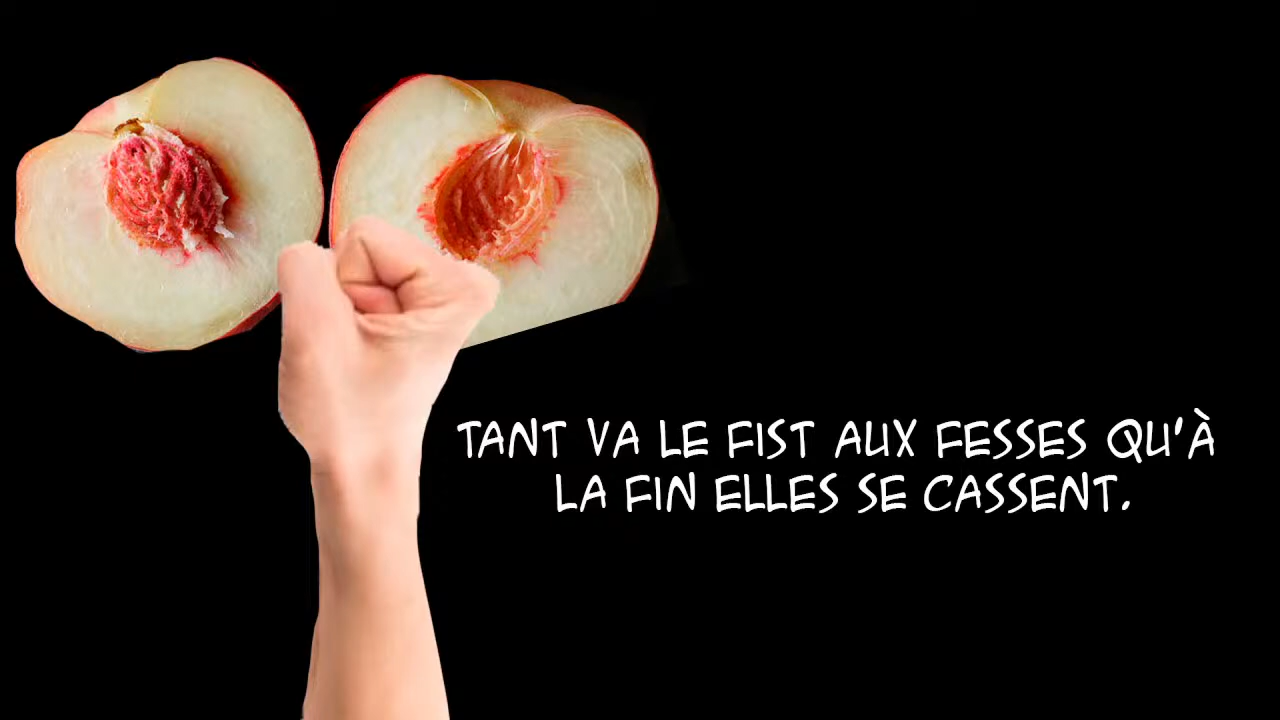 TANT VA LE FIST AUX FESSES QU'À
LA FIN ELLES SE CASSENT.